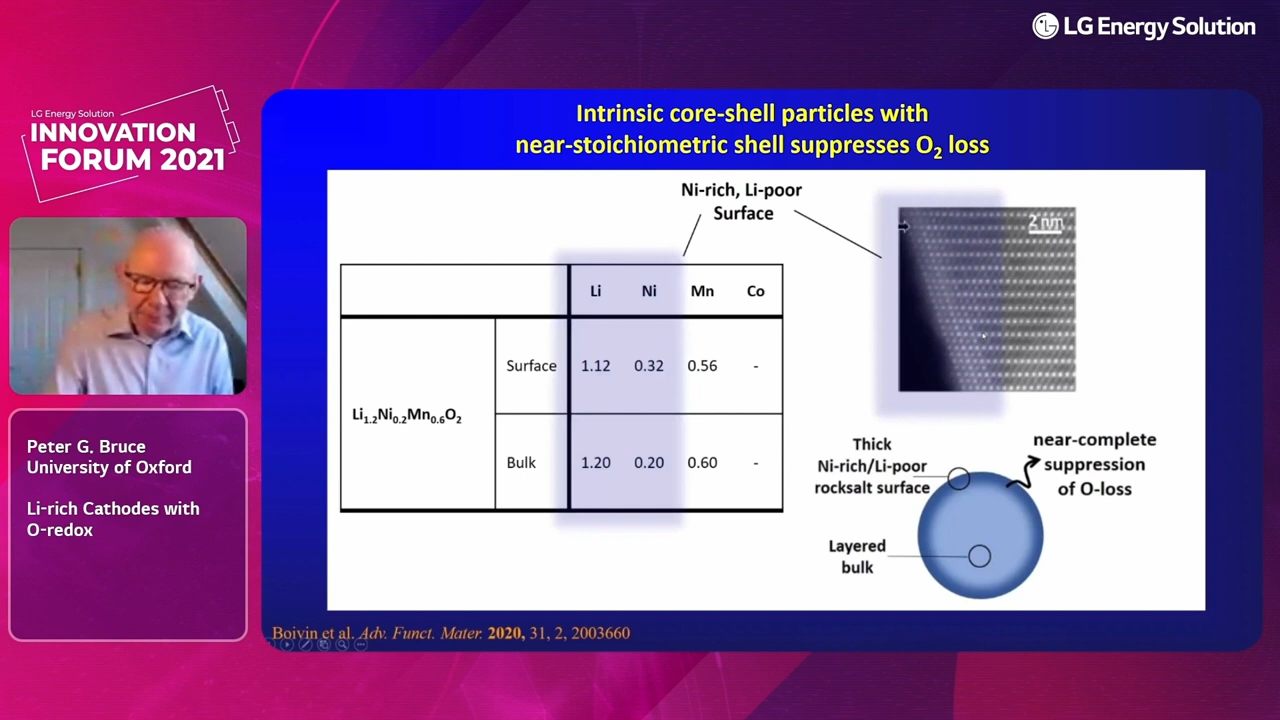 LG Energy Solution
LG Energy Solution
INNOVATION
FORUM 2021
Peter G. Bruce
University of Oxford
Li-rich Cathodes with
O-redox
Intrinsic core-shell particles with
near-stoichiometric shell suppresses O₂ loss
Ni-rich, Li-poor
Surface
2 nm
Li Ni Mn Co
Li₁.₂Ni₀.₂Mn₀.₆O₂
Surface 1.12 0.32 0.56 -
Bulk 1.20 0.20 0.60 -
Thick
Ni-rich/Li-poor
rocksalt surface
near-complete
suppression
of O-loss
Layered
bulk
Boivin et al. Adv. Funct. Mater. 2020, 31, 2, 2003660